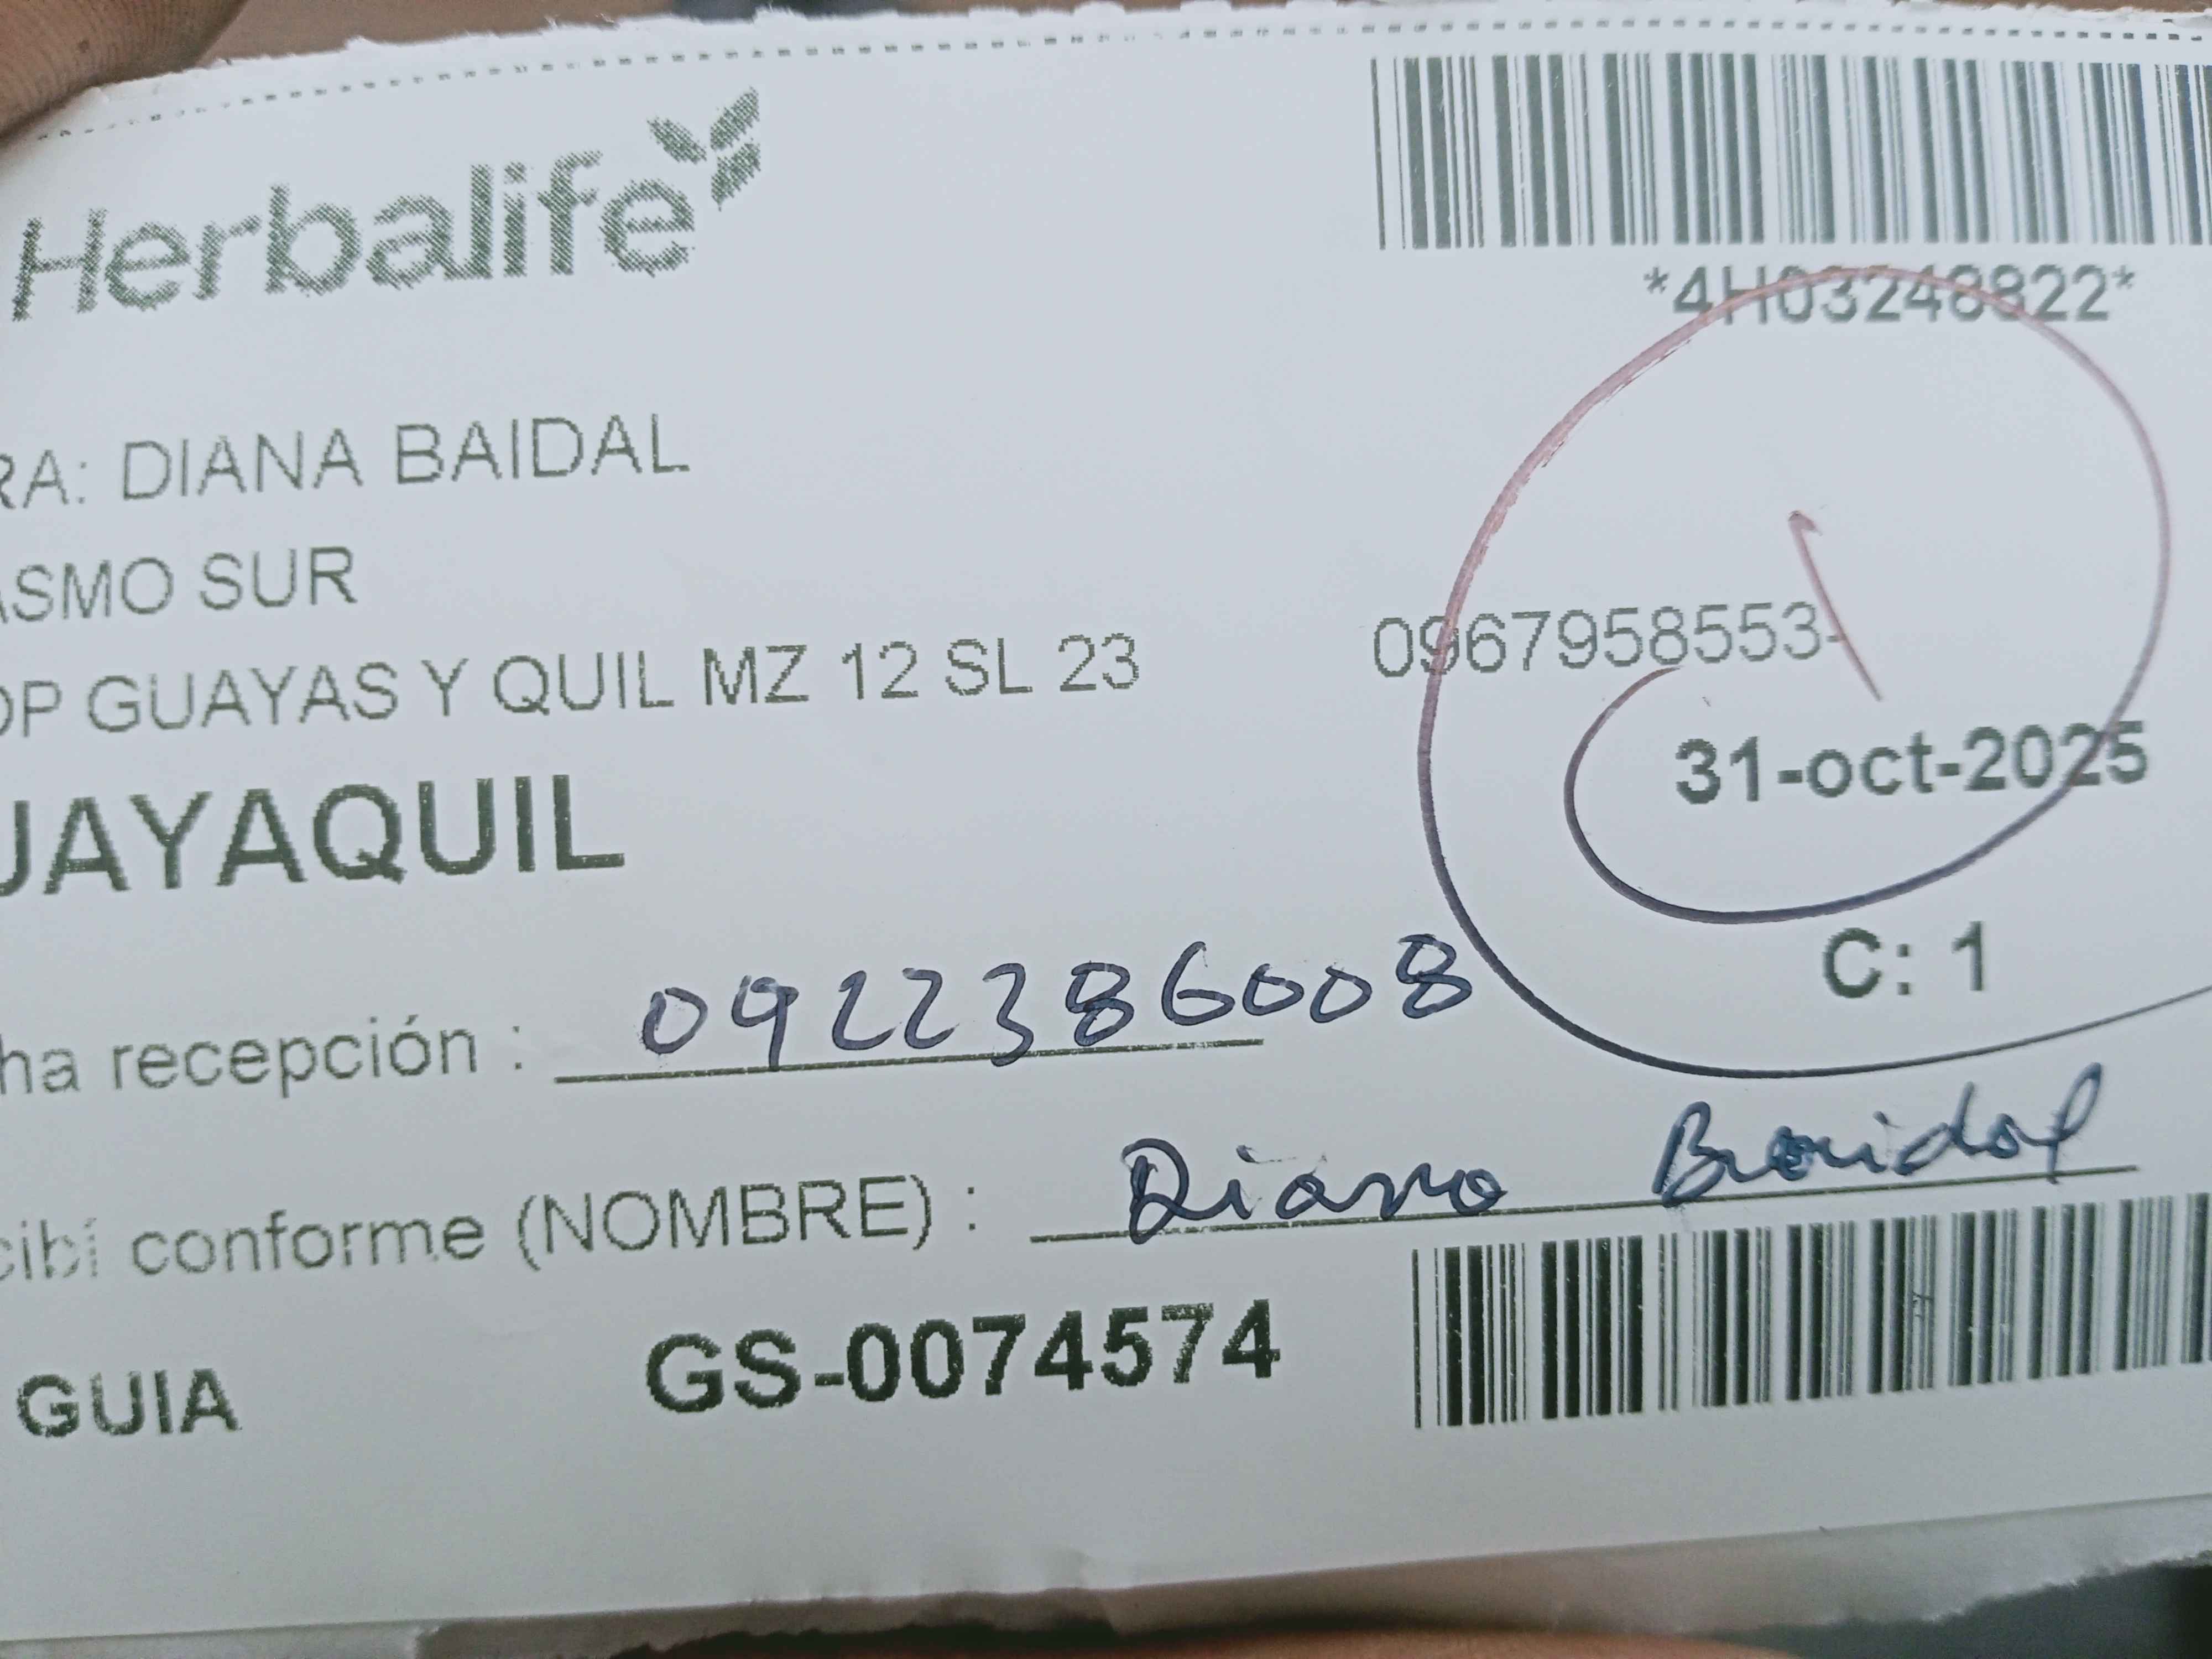 Herbalife
*4H03248822*
RA: DIANA BAIDAL
ASMO SUR
OP GUAYAS Y QUIL MZ 12 SL 23 0967958553-
31-oct-2025
UAYAQUIL
C: 1
ha recepción : 0922386008
cibí conforme (NOMBRE) : Diana Baidal
GUIA GS-0074574